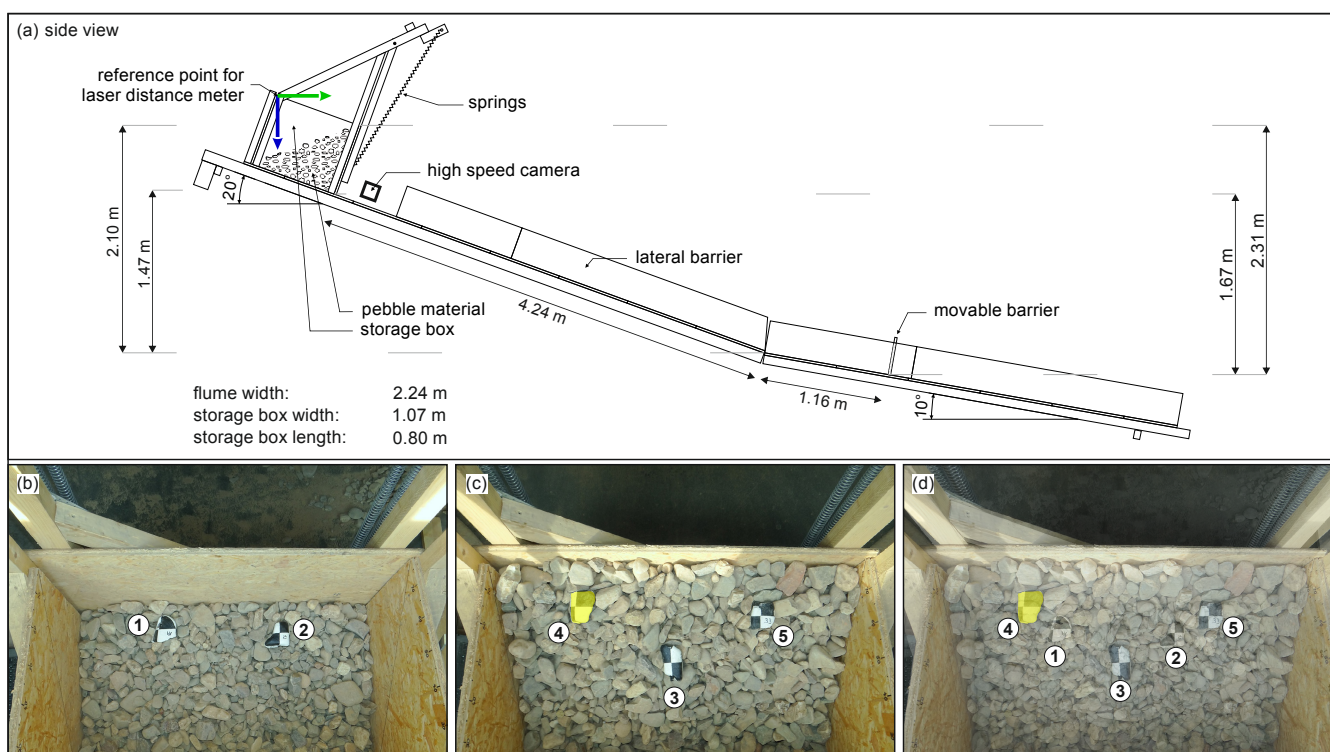 (a) side view
reference point for
laser distance meter
springs
high speed camera
20°
2.10 m
1.47 m
lateral barrier
1.67 m
2.31 m
pebble material
storage box
4.24 m
movable barrier
1.16 m
10°
flume width: 2.24 m
storage box width: 1.07 m
storage box length: 0.80 m
(b)
1
2
(c)
4
5
3
(d)
4
5
1
2
3